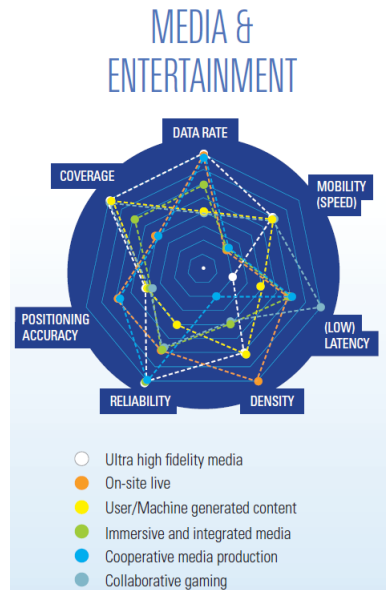 MEDIA &
ENTERTAINMENT
DATA RATE
COVERAGE
MOBILITY
(SPEED)
POSITIONING
ACCURACY
(LOW)
LATENCY
RELIABILITY
DENSITY
Ultra high fidelity media
On-site live
User/Machine generated content
Immersive and integrated media
Cooperative media production
Collaborative gaming